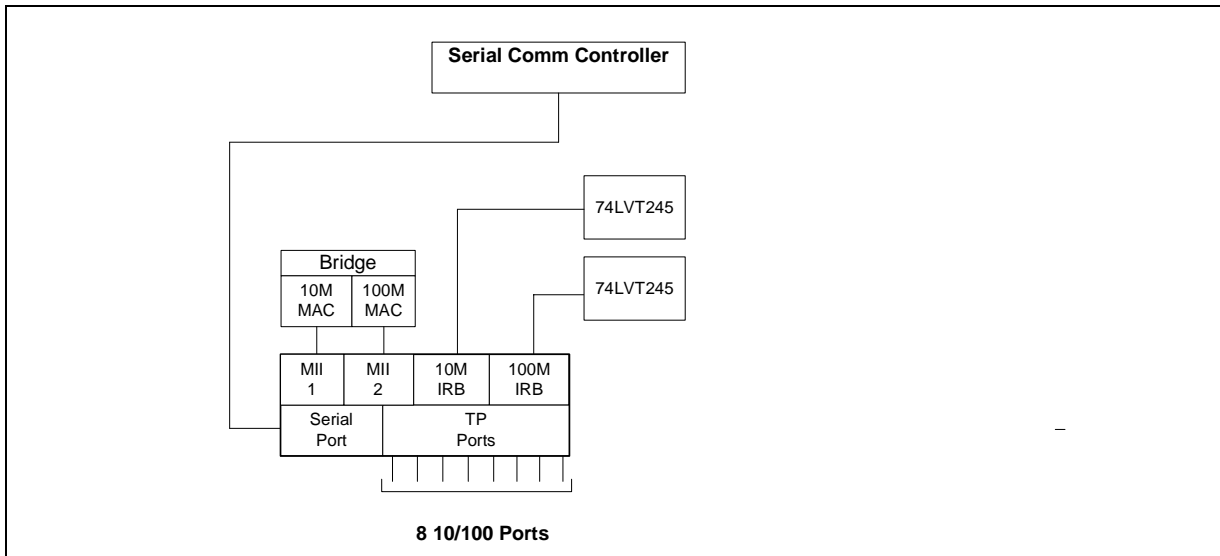 Serial Comm Controller
74LVT245
74LVT245
Bridge
10M
MAC
100M
MAC
MII
1
MII
2
10M
IRB
100M
IRB
Serial
Port
TP
Ports
8 10/100 Ports